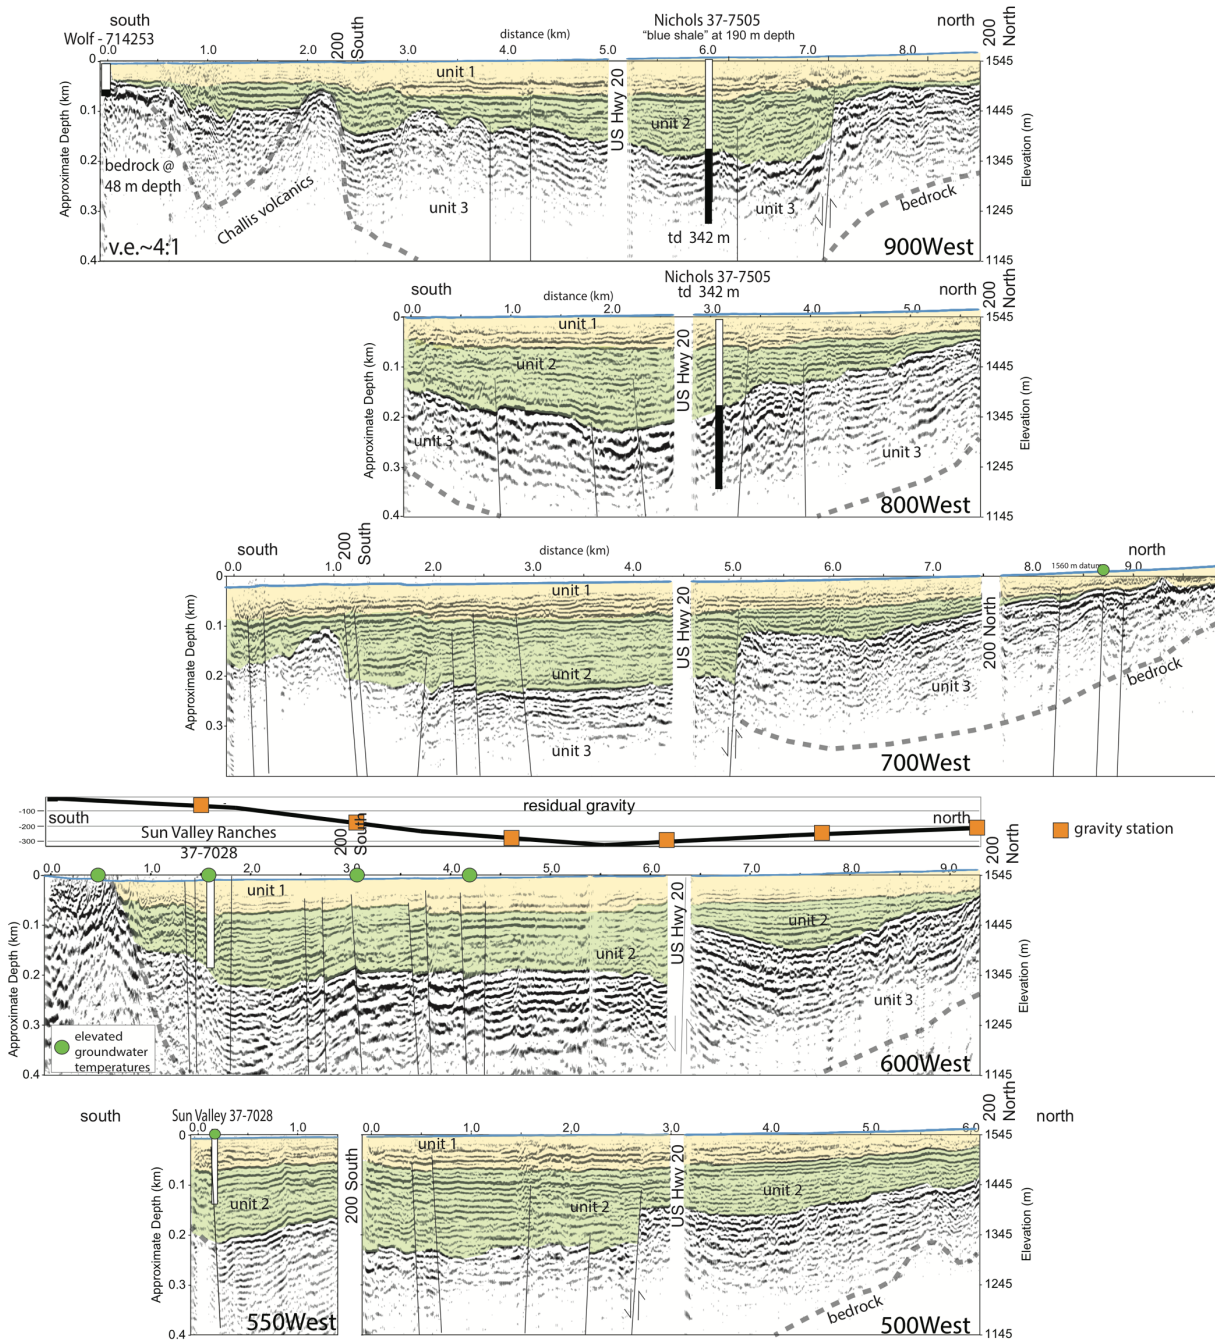 south
Nichols 37-7505
north
200 North
Wolf - 714253
200 South
distance (km)
"blue shale" at 190 m depth
1.0 2.0 3.0 4.0 5.0 6.0 7.0 8.0
0
0.1
0.2
0.3
0.4
Approximate Depth (km)
unit 1
unit 2
US Hwy 20
bedrock @
48 m depth
Challis volcanics
unit 3
unit 3
td 342 m
bedrock
v.e.~4:1
900West
1545
1445
1345
1245
1145
Elevation (m)
Nichols 37-7505
td 342 m
south
distance (km)
north
200 North
0.0 1.0 2.0 3.0 4.0 5.0
0
0.1
0.2
0.3
0.4
Approximate Depth (km)
unit 1
unit 2
US Hwy 20
unit 3
unit 3
800West
1545
1445
1345
1245
1145
Elevation (m)
south
200 South
distance (km)
north
1560 m datum
0.0 1.0 2.0 3.0 4.0 5.0 6.0 7.0 8.0 9.0
0
0.1
0.2
0.3
Approximate Depth (km)
unit 1
US Hwy 20
200 North
unit 2
unit 3
unit 3
bedrock
700West
residual gravity
-100
-200
-300
south
north
Sun Valley Ranches
37-7028
200 South
200 North
gravity station
0.0 1.0 2.0 3.0 4.0 5.0 6.0 7.0 8.0 9.0
0
0.1
0.2
0.3
0.4
Approximate Depth (km)
unit 1
US Hwy 20
unit 2
unit 2
unit 3
elevated
groundwater
temperatures
600West
1545
1445
1345
1245
1145
Elevation (m)
south
Sun Valley 37-7028
200 North
north
0.0 1.0
0.0 1.0 2.0 3.0 4.0 5.0 6.0
0
0.1
0.2
0.3
0.4
Approximate Depth (km)
unit 2
550West
200 South
unit 1
unit 2
US Hwy 20
unit 2
bedrock
500West
1545
1445
1345
1245
1145
Elevation (m)